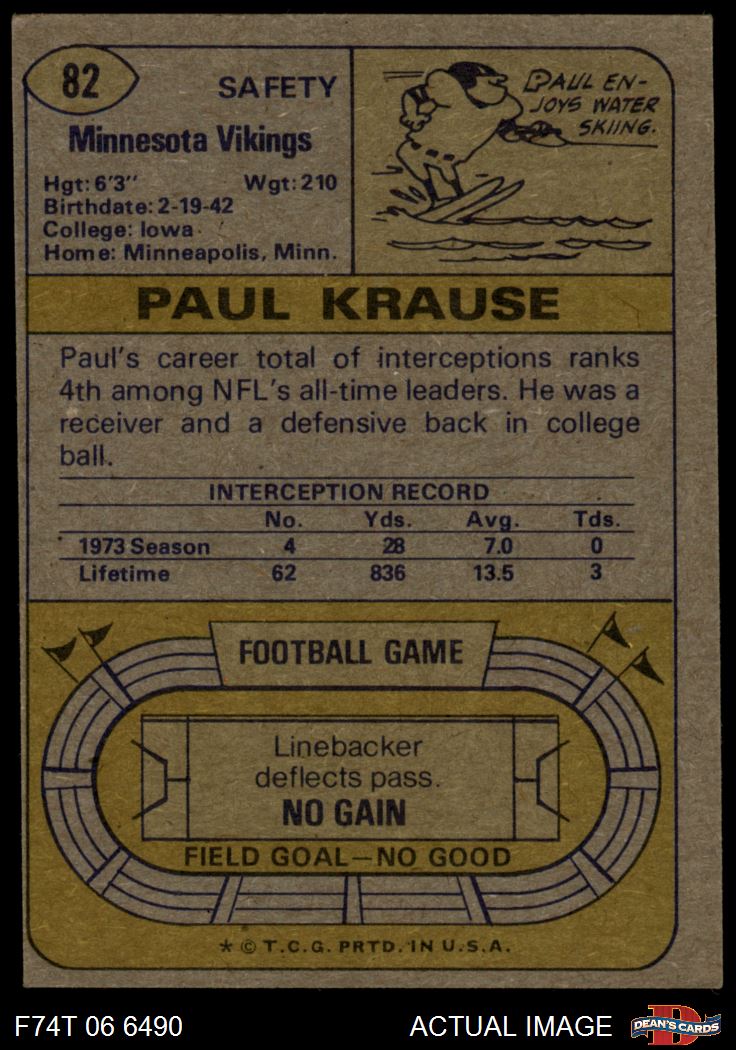 82
SAFETY
Minnesota Vikings
Hgt: 6'3" Wgt: 210
Birthdate: 2-19-42
College: Iowa
Home: Minneapolis, Minn.
PAUL EN-
JOYS WATER
SKIING.
PAUL KRAUSE
Paul's career total of interceptions ranks
4th among NFL's all-time leaders. He was a
receiver and a defensive back in college
ball.
INTERCEPTION RECORD
No. Yds. Avg. Tds.
1973 Season 4 28 7.0 0
Lifetime 62 836 13.5 3
FOOTBALL GAME
Linebacker
deflects pass.
NO GAIN
FIELD GOAL—NO GOOD
* © T.C.G. PRTD. IN U.S.A.
F74T 06 6490 ACTUAL IMAGE
DEAN'S CARDS